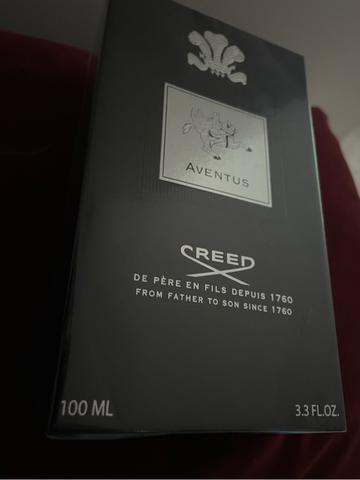 AVENTUS
CREED
DE PÈRE EN FILS DEPUIS 1760
FROM FATHER TO SON SINCE 1760
100 ML
3.3 FL.OZ.